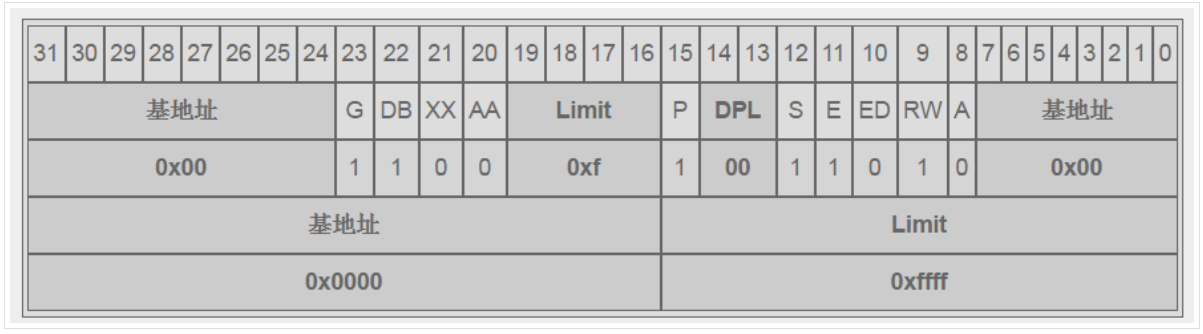 31 30 29 28 27 26 25 24 23 22 21 20 19 18 17 16 15 14 13 12 11 10 9 8 7 6 5 4 3 2 1 0
基地址 G DB XX AA Limit P DPL S E ED RW A 基地址
0x00 1 1 0 0 0xf 1 00 1 1 0 1 0 0x00
基地址 Limit
0x0000 0xffff